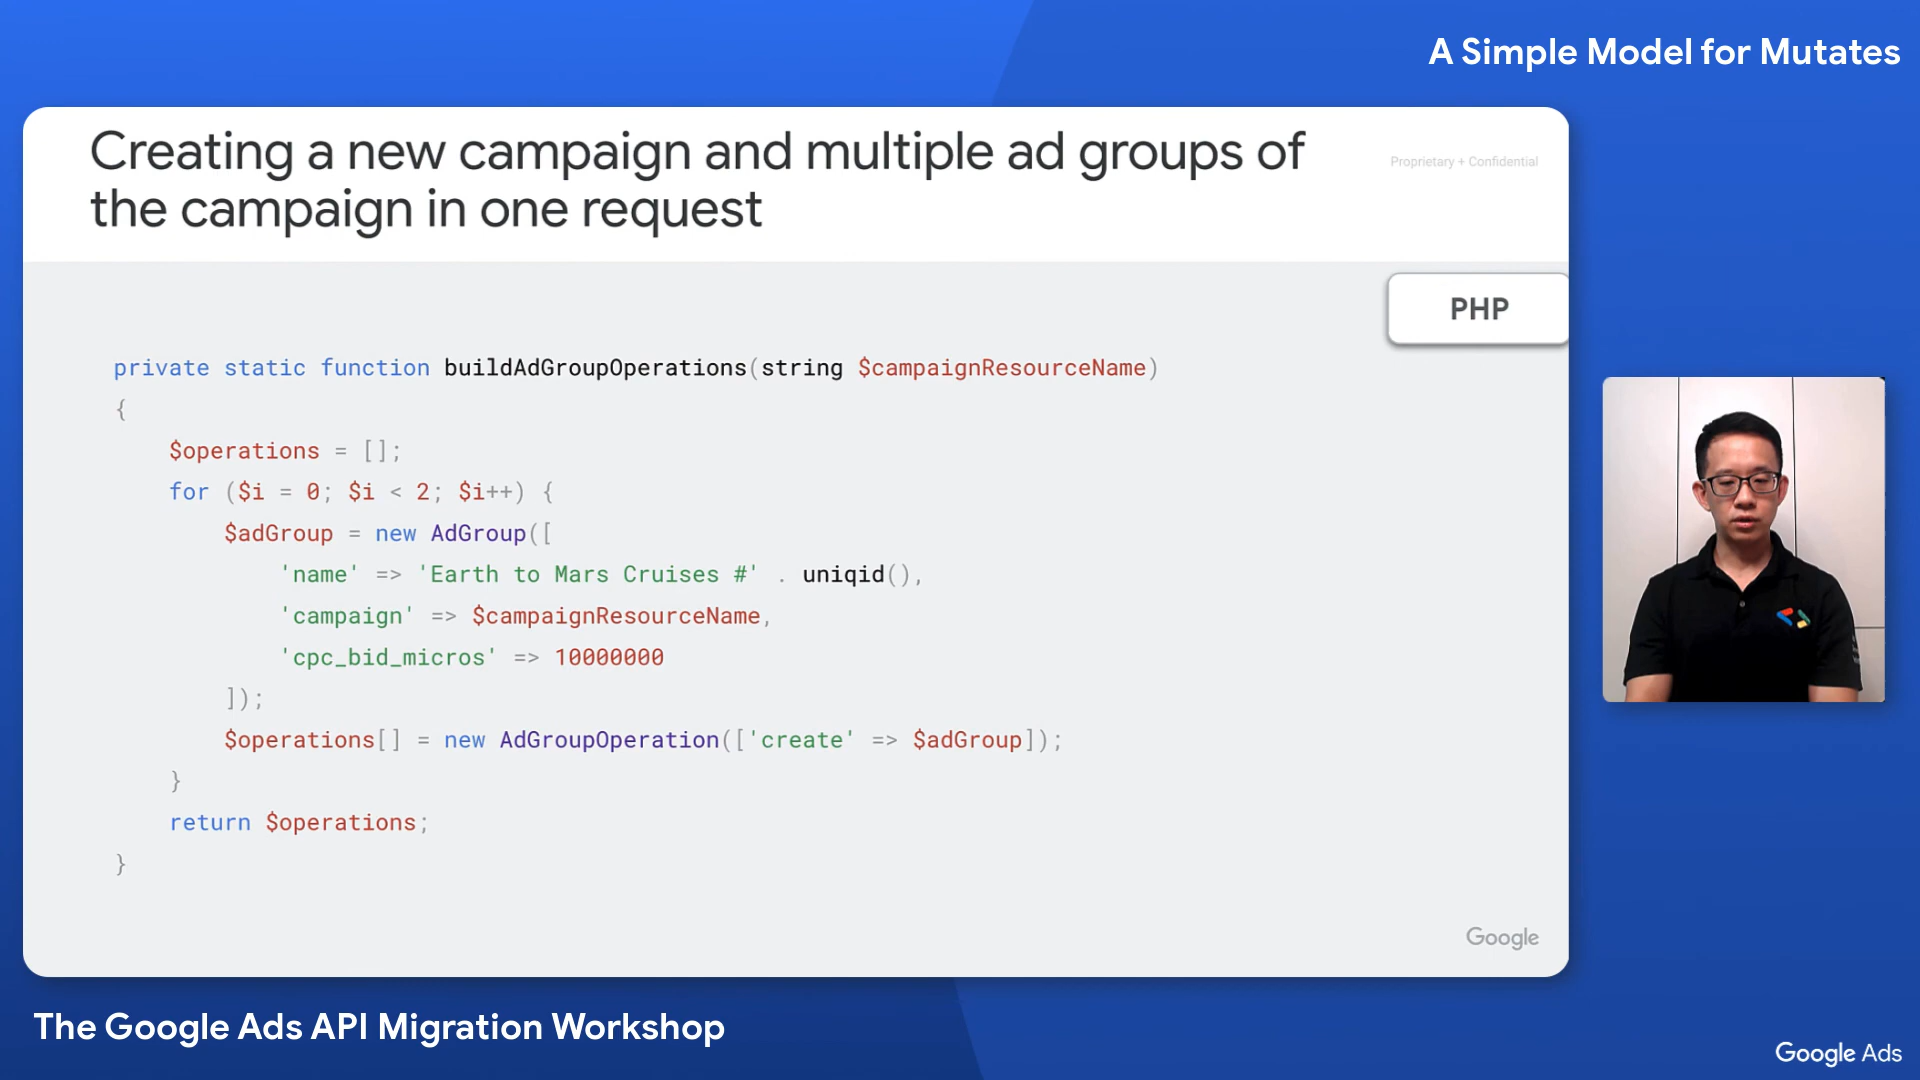 A Simple Model for Mutates
Creating a new campaign and multiple ad groups of
the campaign in one request
Proprietary + Confidential
PHP
private static function buildAdGroupOperations(string $campaignResourceName)
{
$operations = [];
for ($i = 0; $i < 2; $i++) {
$adGroup = new AdGroup([
'name' => 'Earth to Mars Cruises #' . uniqid(),
'campaign' => $campaignResourceName,
'cpc_bid_micros' => 10000000
]);
$operations[] = new AdGroupOperation(['create' => $adGroup]);
}
return $operations;
}
Google
The Google Ads API Migration Workshop
Google Ads